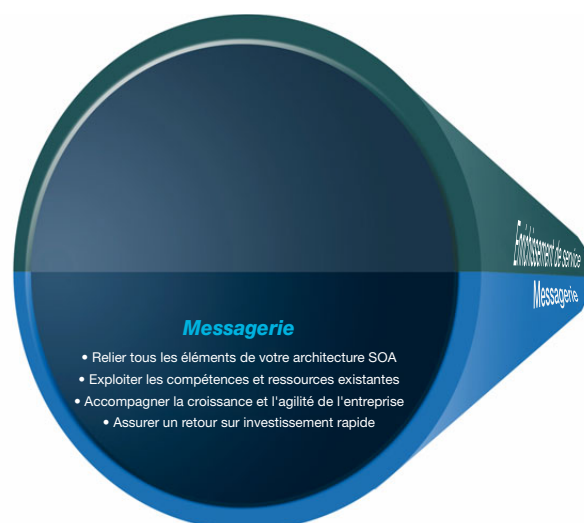 Enrichissement de service
Messagerie
Messagerie
• Relier tous les éléments de votre architecture SOA
• Exploiter les compétences et ressources existantes
• Accompagner la croissance et l'agilité de l'entreprise
• Assurer un retour sur investissement rapide